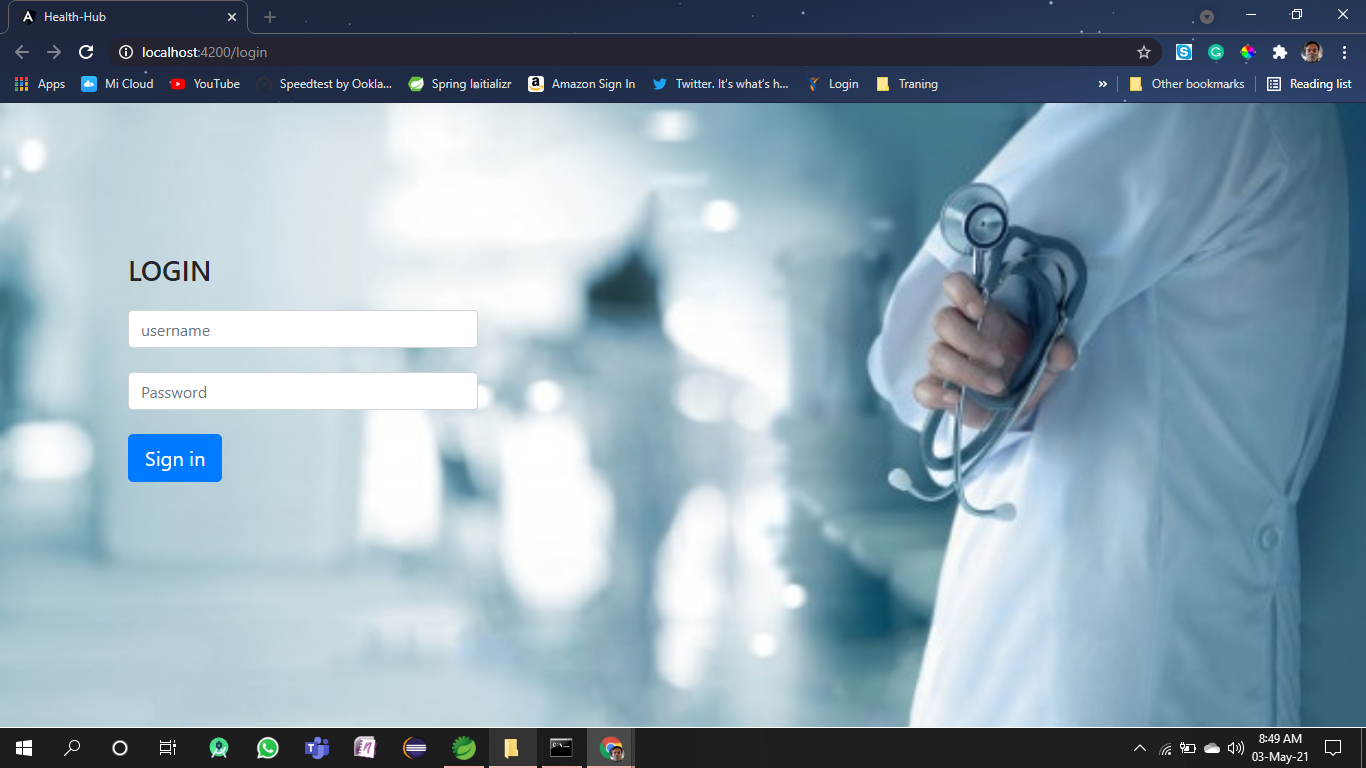 Health-Hub
localhost:4200/login
Apps Mi Cloud YouTube Speedtest by Ookla... Spring Initializr Amazon Sign In Twitter. It's what's h... Login Traning » Other bookmarks Reading list
LOGIN
username
Password
Sign in
8:49 AM
03-May-21